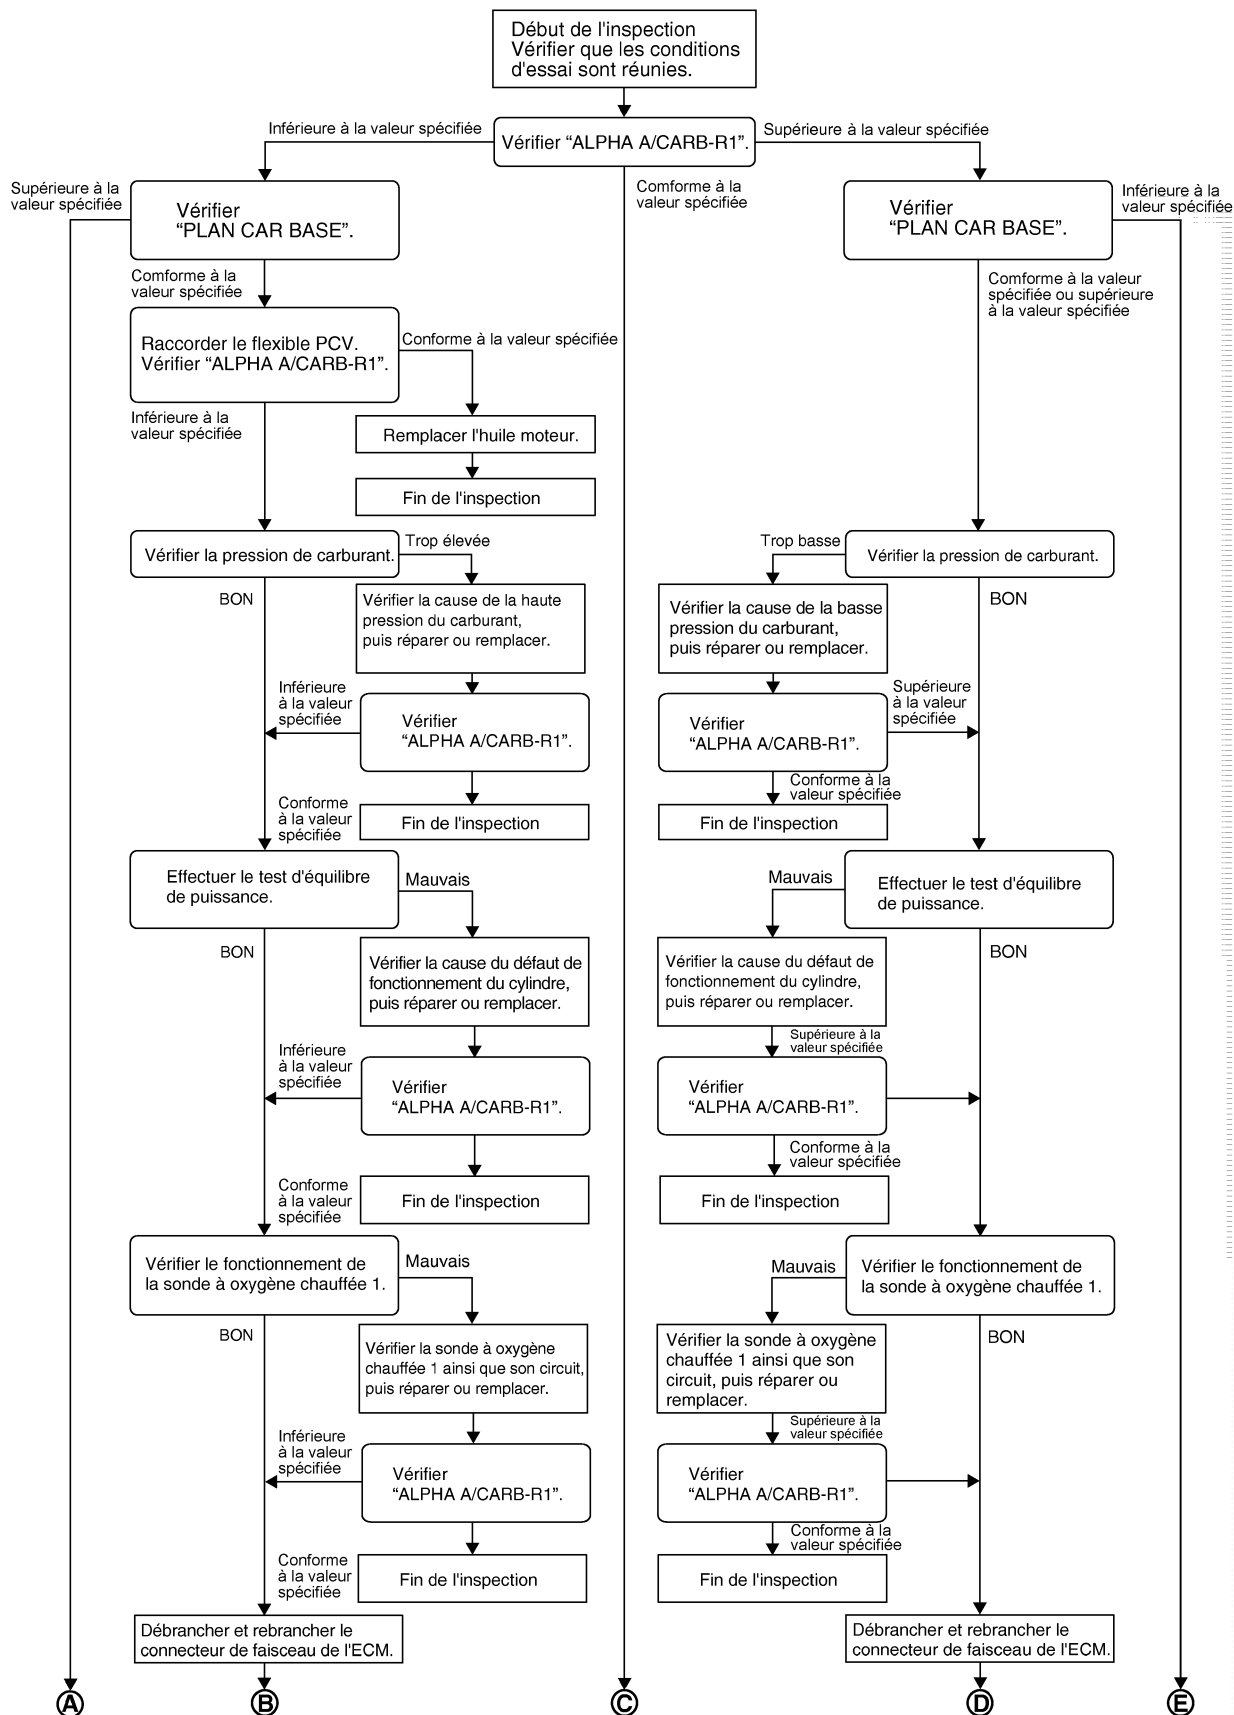 Début de l'inspection
Vérifier que les conditions
d'essai sont réunies.
Inférieure à la valeur spécifiée
Vérifier “ALPHA A/CARB-R1”.
Supérieure à la valeur spécifiée
Supérieure à la
valeur spécifiée
Vérifier
“PLAN CAR BASE”.
Comforme à la
valeur spécifiée
Vérifier
“PLAN CAR BASE”.
Inférieure à la
valeur spécifiée
Comforme à la
valeur spécifiée
Comforme à la valeur
spécifiée ou supérieure
à la valeur spécifiée
Raccorder le flexible PCV.
Vérifier “ALPHA A/CARB-R1”.
Conforme à la valeur spécifiée
Inférieure à la
valeur spécifiée
Remplacer l'huile moteur.
Fin de l'inspection
Vérifier la pression de carburant.
Trop élevée
Trop basse
Vérifier la pression de carburant.
BON
Vérifier la cause de la haute
pression du carburant,
puis réparer ou remplacer.
Vérifier la cause de la basse
pression du carburant,
puis réparer ou remplacer.
BON
Inférieure
à la valeur
spécifiée
Vérifier
“ALPHA A/CARB-R1”.
Vérifier
“ALPHA A/CARB-R1”.
Supérieure
à la valeur
spécifiée
Conforme
à la valeur
spécifiée
Fin de l'inspection
Conforme à la
valeur spécifiée
Fin de l'inspection
Effectuer le test d'équilibre
de puissance.
Mauvais
Mauvais
Effectuer le test d'équilibre
de puissance.
BON
Vérifier la cause du défaut de
fonctionnement du cylindre,
puis réparer ou remplacer.
Vérifier la cause du défaut de
fonctionnement du cylindre,
puis réparer ou remplacer.
BON
Inférieure
à la valeur
spécifiée
Vérifier
“ALPHA A/CARB-R1”.
Supérieure à la
valeur spécifiée
Vérifier
“ALPHA A/CARB-R1”.
Conforme
à la valeur
spécifiée
Fin de l'inspection
Conforme à la
valeur spécifiée
Fin de l'inspection
Vérifier le fonctionnement de
la sonde à oxygène chauffée 1.
Mauvais
Mauvais
Vérifier le fonctionnement de
la sonde à oxygène chauffée 1.
BON
Vérifier la sonde à oxygène
chauffée 1 ainsi que son circuit,
puis réparer ou remplacer.
Vérifier la sonde à oxygène
chauffée 1 ainsi que son
circuit, puis réparer ou
remplacer.
BON
Inférieure
à la valeur
spécifiée
Vérifier
“ALPHA A/CARB-R1”.
Supérieure à la
valeur spécifiée
Vérifier
“ALPHA A/CARB-R1”.
Conforme
à la valeur
spécifiée
Fin de l'inspection
Conforme à la
valeur spécifiée
Fin de l'inspection
Débrancher et rebrancher le
connecteur de faisceau de l'ECM.
Débrancher et rebrancher le
connecteur de faisceau de l'ECM.
A
B
C
D
E